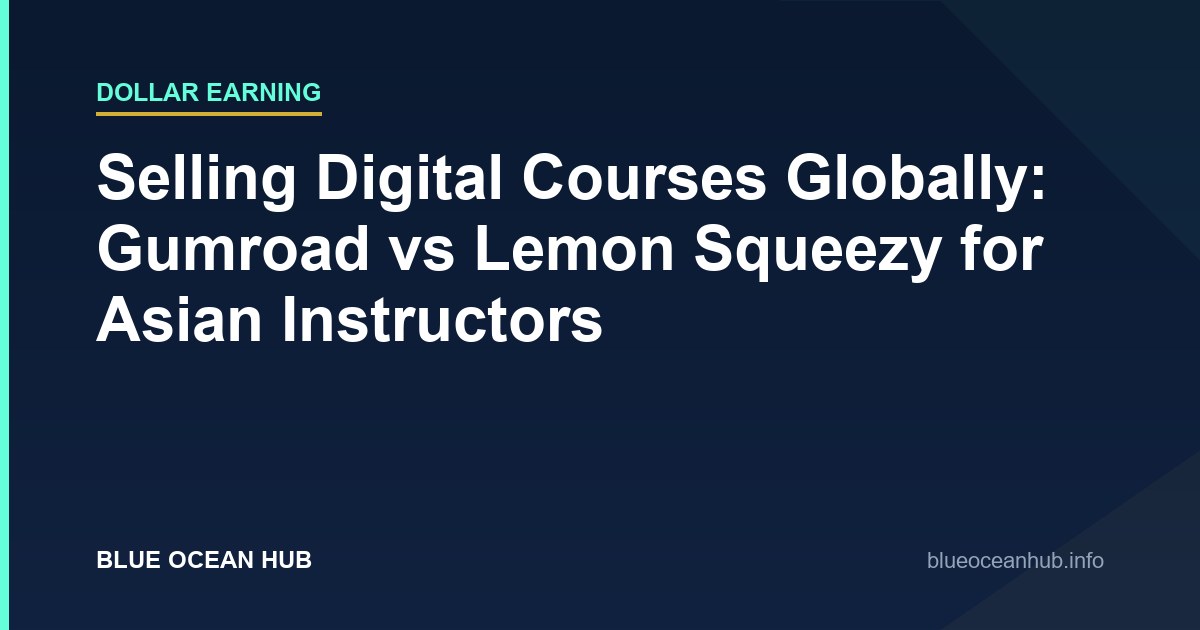 DOLLAR EARNING
Selling Digital Courses Globally:
Gumroad vs Lemon Squeezy for
Asian Instructors
BLUE OCEAN HUB
blueoceanhub.info